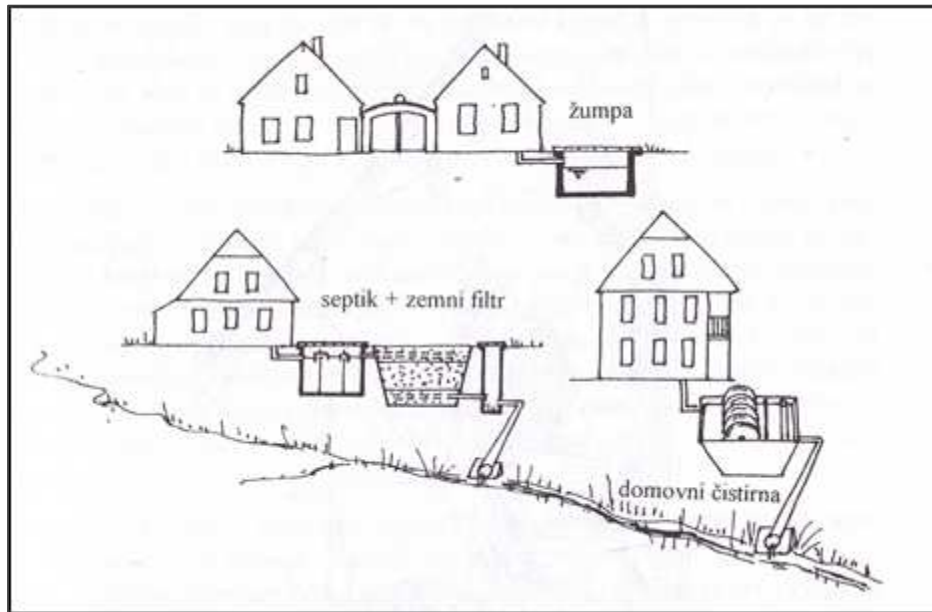 žumpa
septik + zemní filtr
domovní čistírna